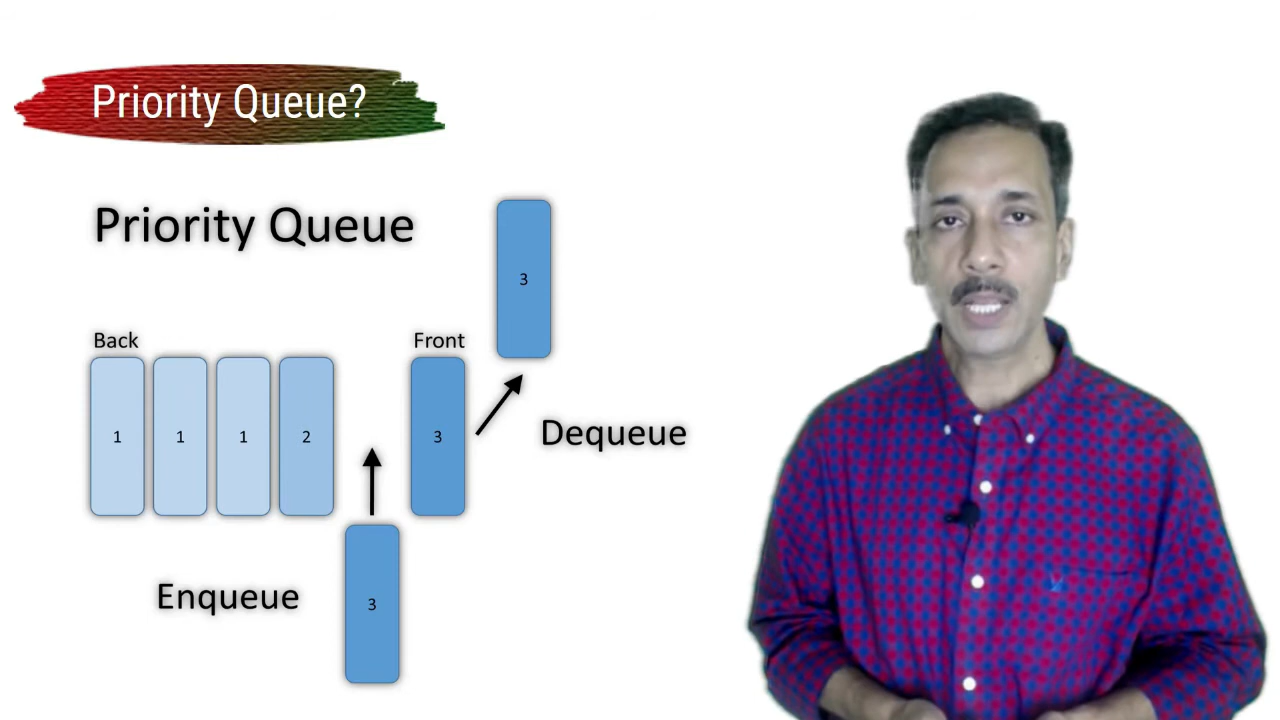 Priority Queue?
Priority Queue
3
Back
Front
1
1
1
2
3
Dequeue
Enqueue
3